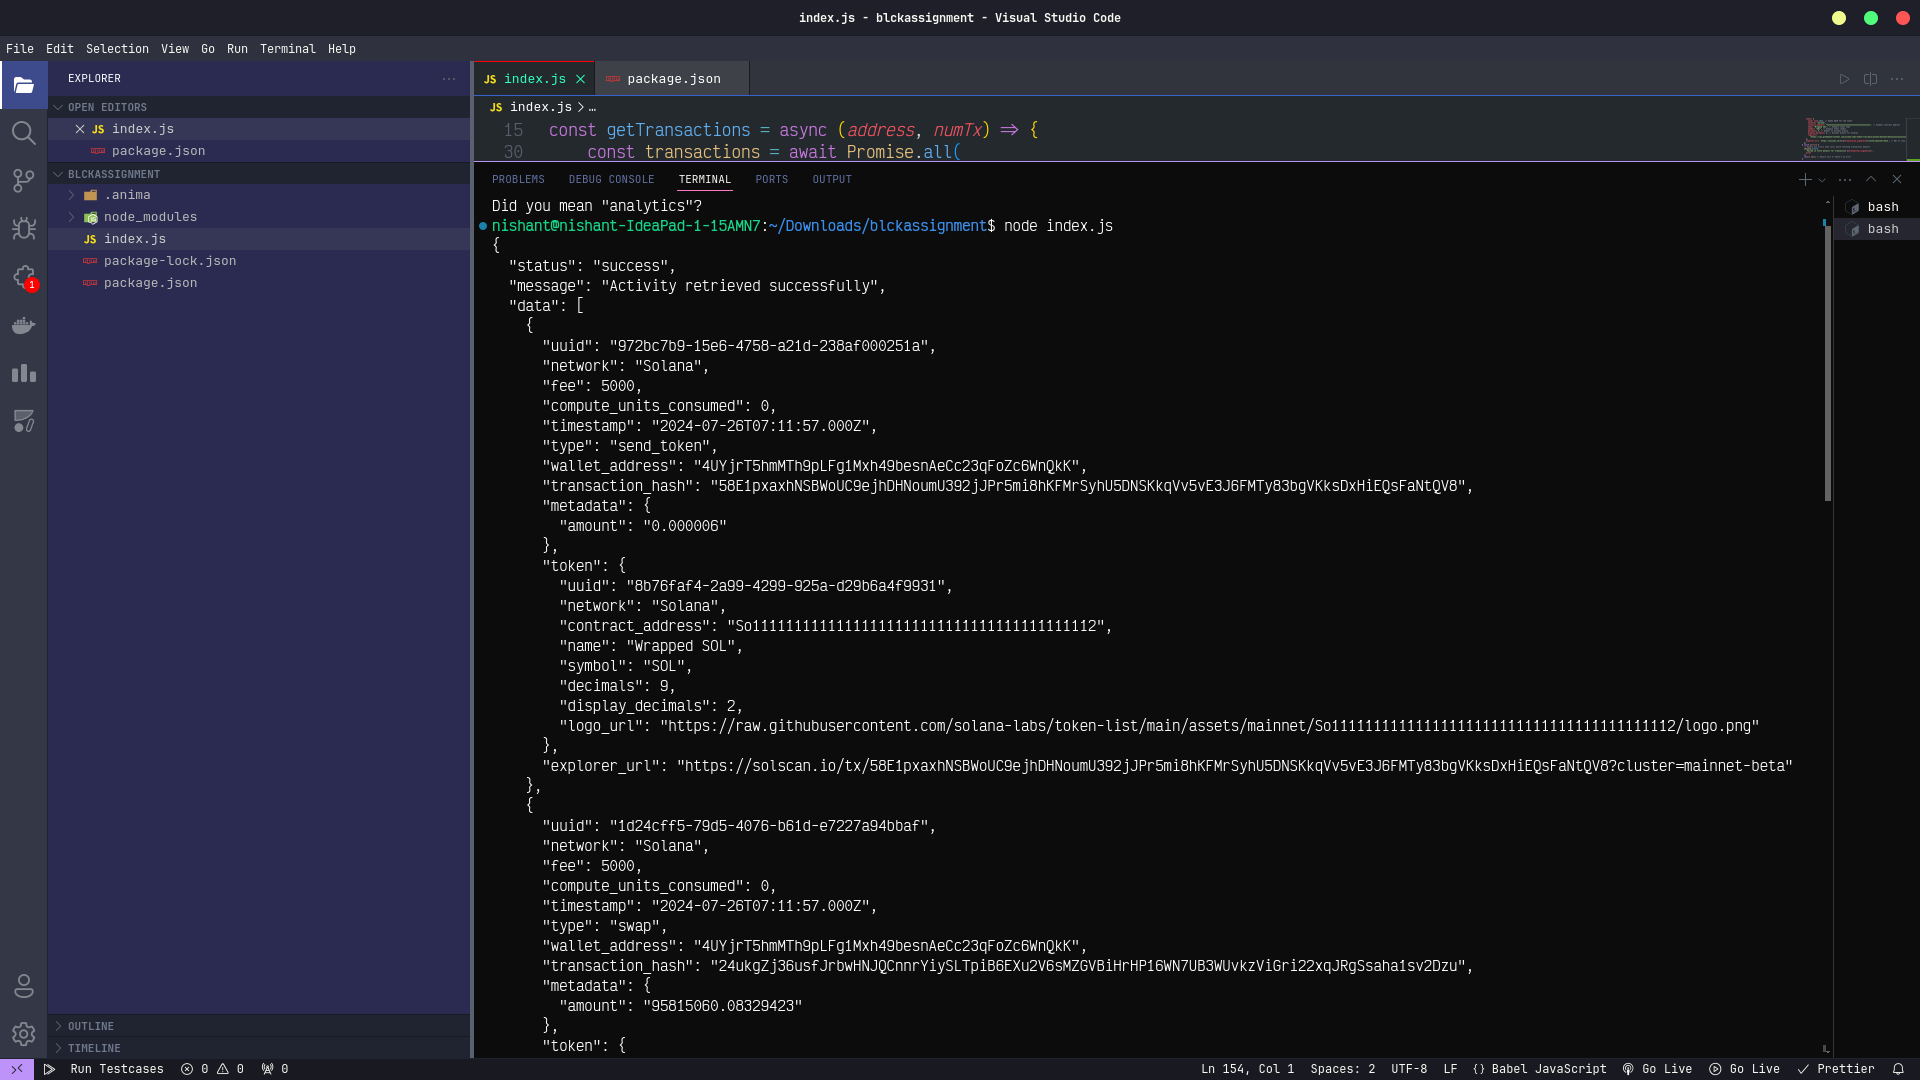 index.js - blckassignment - Visual Studio Code
File Edit Selection View Go Run Terminal Help
EXPLORER
OPEN EDITORS
JS index.js
package.json
BLCKASSIGNMENT
.anima
node_modules
JS index.js
package-lock.json
package.json
1
OUTLINE
TIMELINE
JS index.js
package.json
JS index.js > …
15 const getTransactions = async (address, numTx) => {
30 const transactions = await Promise.all(
PROBLEMS DEBUG CONSOLE TERMINAL PORTS OUTPUT
bash
bash
Did you mean "analytics"?
nishant@nishant-IdeaPad-1-15AMN7:~/Downloads/blckassignment$ node index.js
{
"status": "success",
"message": "Activity retrieved successfully",
"data": [
{
"uuid": "972bc7b9-15e6-4758-a21d-238af000251a",
"network": "Solana",
"fee": 5000,
"compute_units_consumed": 0,
"timestamp": "2024-07-26T07:11:57.000Z",
"type": "send_token",
"wallet_address": "4UYjrT5hmMTh9pLFg1Mxh49besnAeCc23qFoZc6WnQkK",
"transaction_hash": "58E1pxaxhNSBWoUC9ejhDHNoumU392jJPr5mi8hKFMrSyhU5DNSKkqVv5vE3J6FMTy83bgVKksDxHiEQsFaNtQV8",
"metadata": {
"amount": "0.000006"
},
"token": {
"uuid": "8b76faf4-2a99-4299-925a-d29b6a4f9931",
"network": "Solana",
"contract_address": "So11111111111111111111111111111111111111112",
"name": "Wrapped SOL",
"symbol": "SOL",
"decimals": 9,
"display_decimals": 2,
"logo_url": "https://raw.githubusercontent.com/solana-labs/token-list/main/assets/mainnet/So11111111111111111111111111111111111111112/logo.png"
},
"explorer_url": "https://solscan.io/tx/58E1pxaxhNSBWoUC9ejhDHNoumU392jJPr5mi8hKFMrSyhU5DNSKkqVv5vE3J6FMTy83bgVKksDxHiEQsFaNtQV8?cluster=mainnet-beta"
},
{
"uuid": "1d24cff5-79d5-4076-b61d-e7227a94bbaf",
"network": "Solana",
"fee": 5000,
"compute_units_consumed": 0,
"timestamp": "2024-07-26T07:11:57.000Z",
"type": "swap",
"wallet_address": "4UYjrT5hmMTh9pLFg1Mxh49besnAeCc23qFoZc6WnQkK",
"transaction_hash": "24ukgZj36usfJrbwHNJQCnnrYiySLTpiB6EXu2V6sMZGVBiHrHP16WN7UB3WUvkzViGri22xqJRgSsaha1sv2Dzu",
"metadata": {
"amount": "95815060.08329423"
},
"token": {
Run Testcases 0 0 0 Ln 154, Col 1 Spaces: 2 UTF-8 LF {} Babel JavaScript Go Live Go Live Prettier